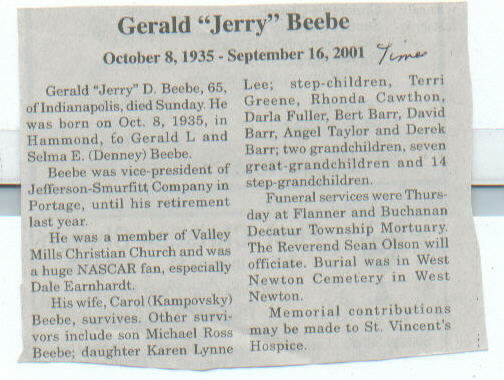 Gerald “Jerry” Beebe
October 8, 1935 - September 16, 2001
Times
Gerald “Jerry” D. Beebe, 65,
of Indianapolis, died Sunday. He
was born on Oct. 8, 1935, in
Hammond, to Gerald L and
Selma E. (Denney) Beebe.
Beebe was vice-president of
Jefferson-Smurfitt Company in
Portage, until his retirement
last year.
He was a member of Valley
Mills Christian Church and was
a huge NASCAR fan, especially
Dale Earnhardt.
His wife, Carol (Kampovsky)
Beebe, survives. Other survi-
vors include son Michael Ross
Beebe; daughter Karen Lynne
Lee; step-children, Terri
Greene, Rhonda Cawthon,
Darla Fuller, Bert Barr, David
Barr, Angel Taylor and Derek
Barr; two grandchildren, seven
great-grandchildren and 14
step-grandchildren.
Funeral services were Thurs-
day at Flanner and Buchanan
Decatur Township Mortuary.
The Reverend Sean Olson will
officiate. Burial was in West
Newton Cemetery in West
Newton.
Memorial contributions
may be made to St. Vincent's
Hospice.